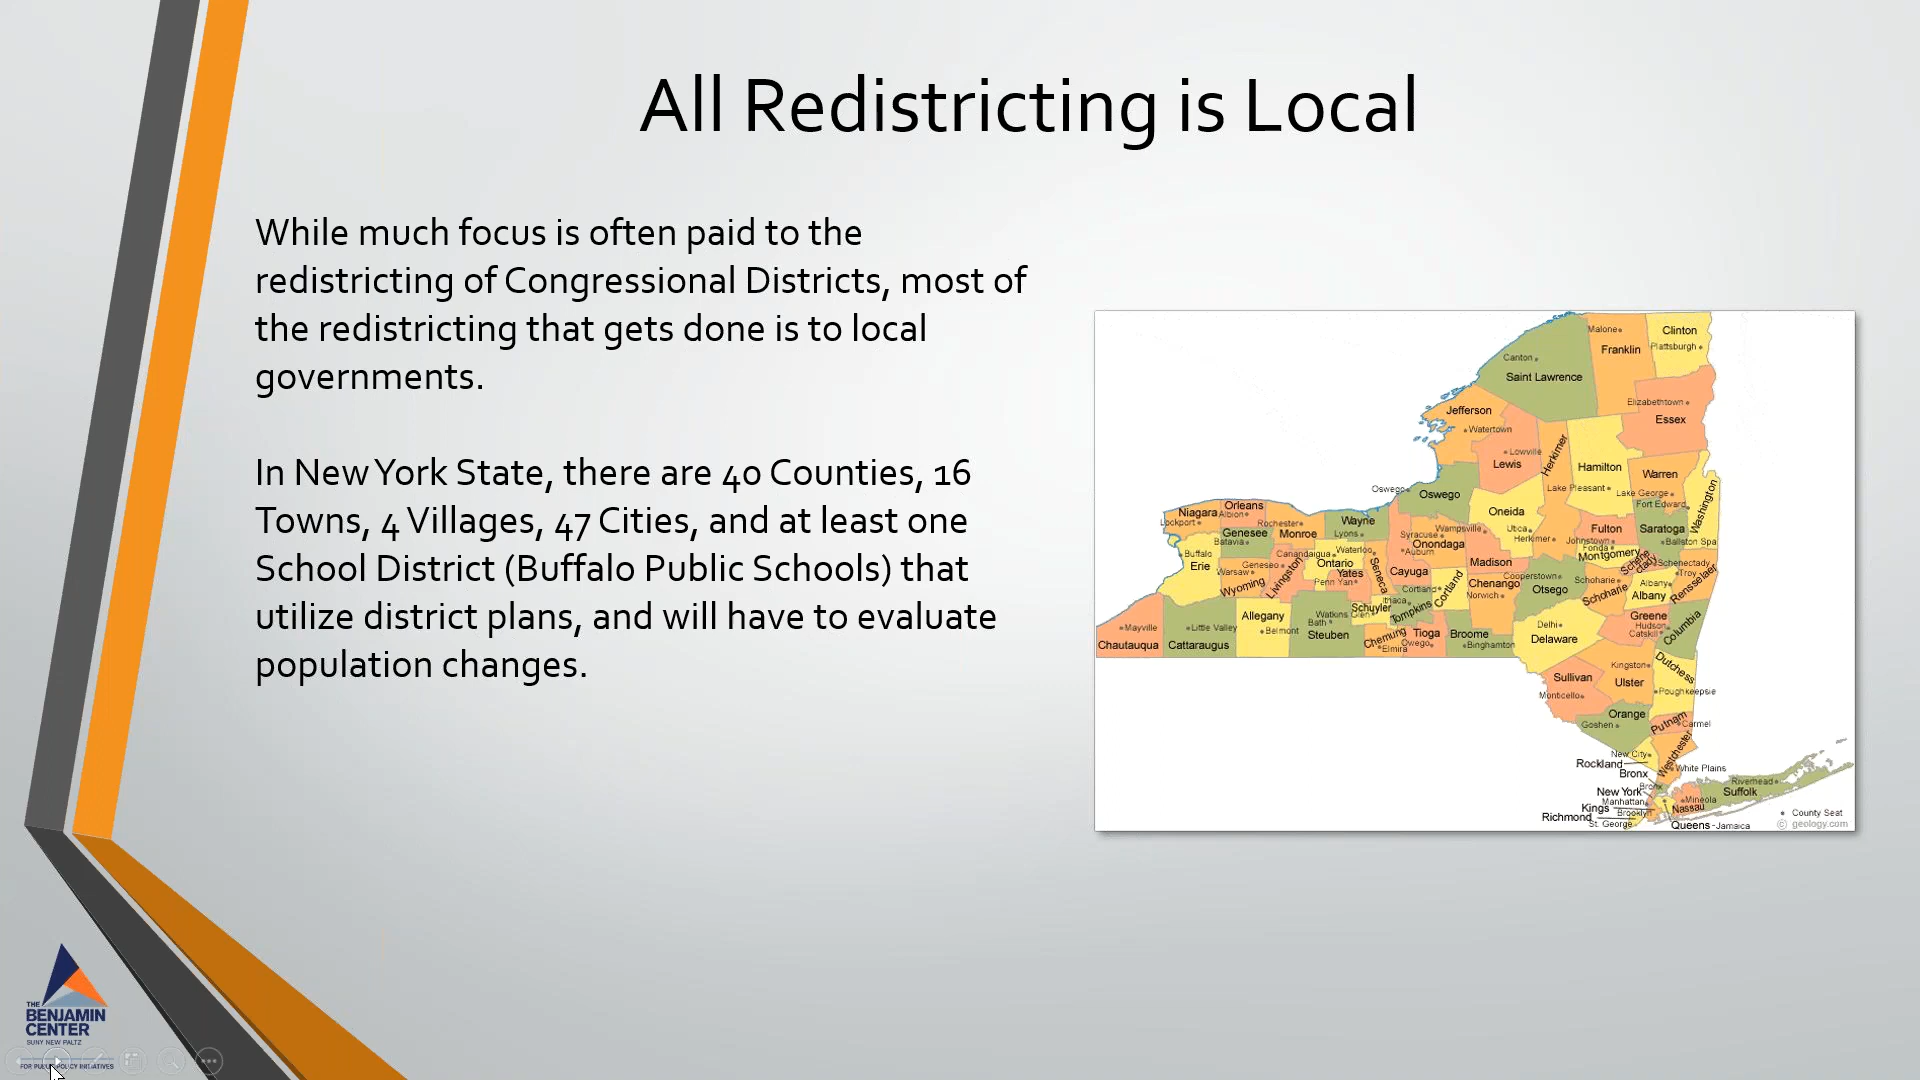 All Redistricting is Local
While much focus is often paid to the
redistricting of Congressional Districts, most of
the redistricting that gets done is to local
governments.
In New York State, there are 40 Counties, 16
Towns, 4 Villages, 47 Cities, and at least one
School District (Buffalo Public Schools) that
utilize district plans, and will have to evaluate
population changes.
Malone
Clinton
Franklin
Plattsburgh
Canton
Saint Lawrence
Elizabethtown
Essex
Jefferson
Watertown
Lowville
Lewis
Herkimer
Hamilton
Warren
Lake Pleasant
Lake George
Washington
Oswego
Oswego
Fort Edward
Niagara
Orleans
Albion
Lockport
Rochester
Wayne
Oneida
Genesee
Monroe
Lyons
Syracuse
Wampsville
Utica
Fulton
Saratoga
Batavia
Onondaga
Herkimer
Johnstown
Ballston Spa
Buffalo
Canandaigua
Waterloo
Auburn
Fonda
Montgomery
Erie
Geneseo
Ontario
Seneca
Madison
Schenectady
Schenectady
Warsaw
Yates
Cayuga
Cooperstown
Troy
Wyoming
Livingston
Penn Yan
Cortland
Cortland
Chenango
Otsego
Schoharie
Schoharie
Albany
Albany
Rensselaer
Norwich
Ithaca
Allegany
Watkins Glen
Schuyler
Tompkins
Greene
Mayville
Little Valley
Belmont
Bath
Steuben
Chemung
Tioga
Broome
Delhi
Hudson
Columbia
Chautauqua
Cattaraugus
Elmira
Owego
Binghamton
Delaware
Catskill
Kingston
Dutchess
Sullivan
Ulster
Monticello
Poughkeepsie
Orange
Goshen
Putnam
Carmel
New City
Westchester
Rockland
White Plains
Bronx
Bronx
Riverhead
New York
Suffolk
Manhattan
Mineola
Kings
Brooklyn
Nassau
Richmond
St. George
Queens
Jamaica
County Seat
© geology.com
THE
BENJAMIN
CENTER
SUNY NEW PALTZ
FOR PUBLIC POLICY INITIATIVES